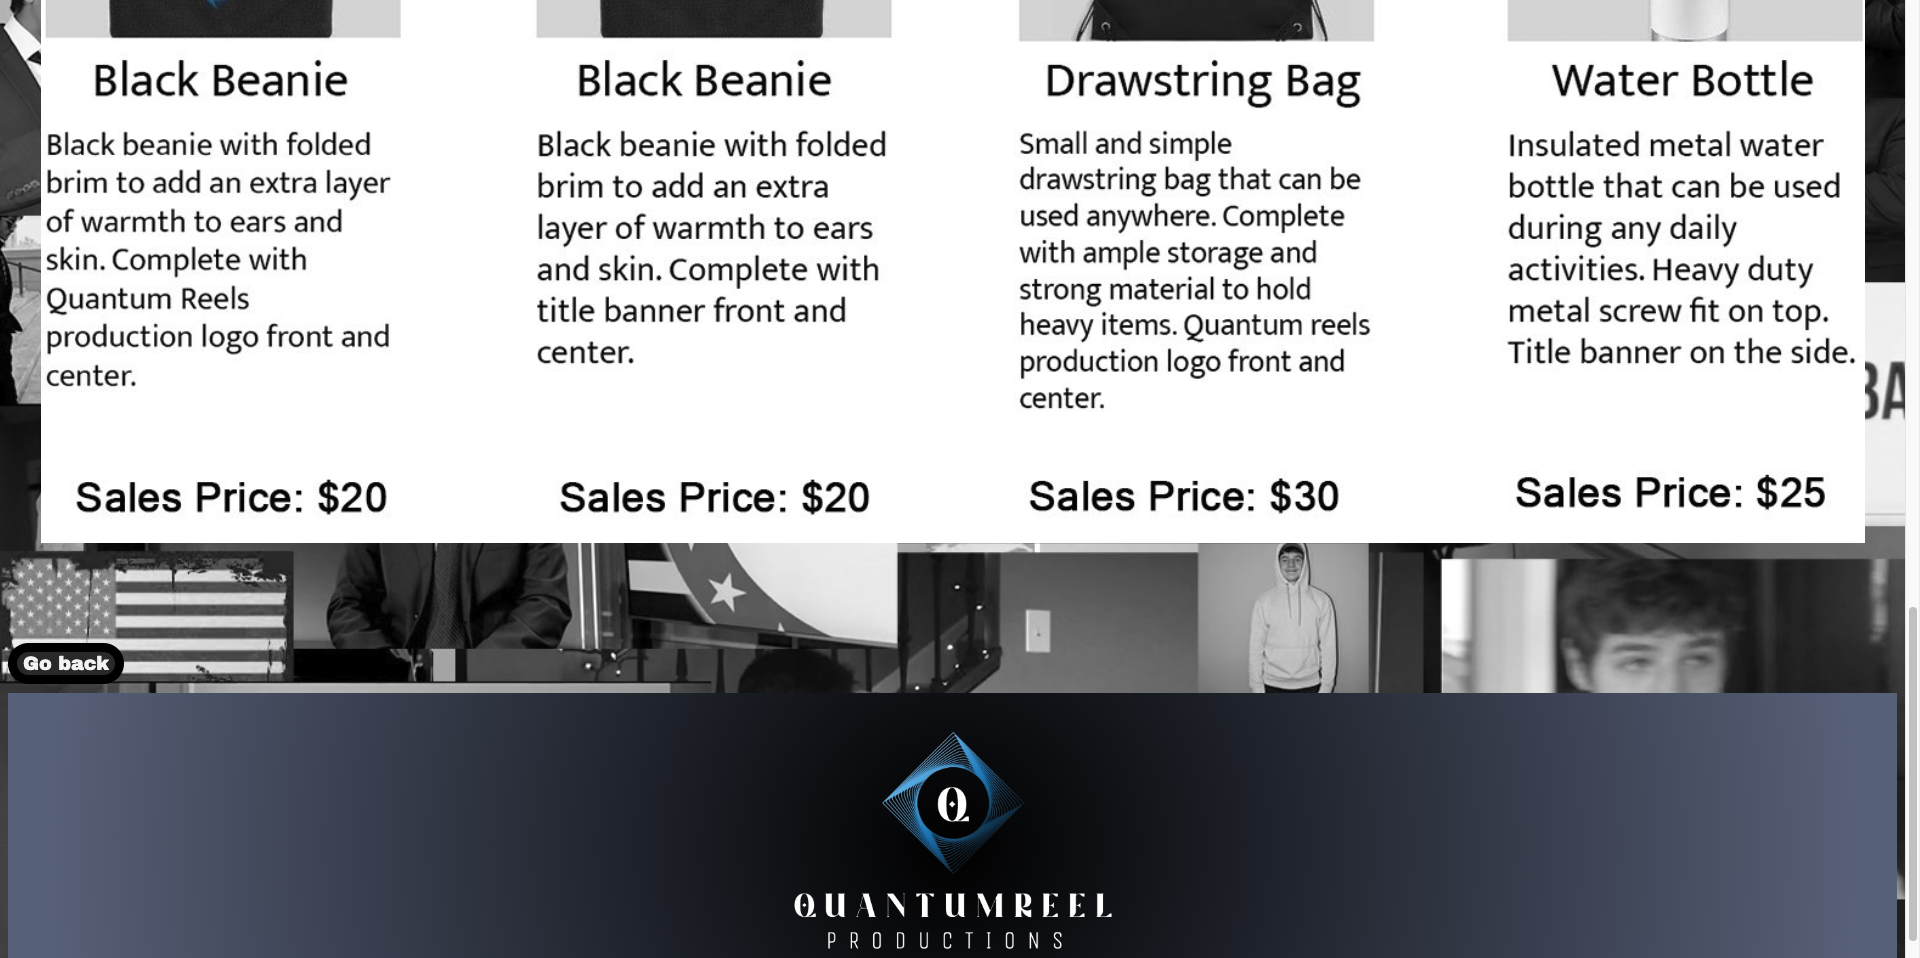 Black Beanie
Black beanie with folded
brim to add an extra layer
of warmth to ears and
skin. Complete with
Quantum Reels
production logo front and
center.
Sales Price: $20
Black Beanie
Black beanie with folded
brim to add an extra
layer of warmth to ears
and skin. Complete with
title banner front and
center.
Sales Price: $20
Drawstring Bag
Small and simple
drawstring bag that can be
used anywhere. Complete
with ample storage and
strong material to hold
heavy items. Quantum reels
production logo front and
center.
Sales Price: $30
Water Bottle
Insulated metal water
bottle that can be used
during any daily
activities. Heavy duty
metal screw fit on top.
Title banner on the side.
Sales Price: $25
BA
Go back
Q
QUANTUMREEL
PRODUCTIONS